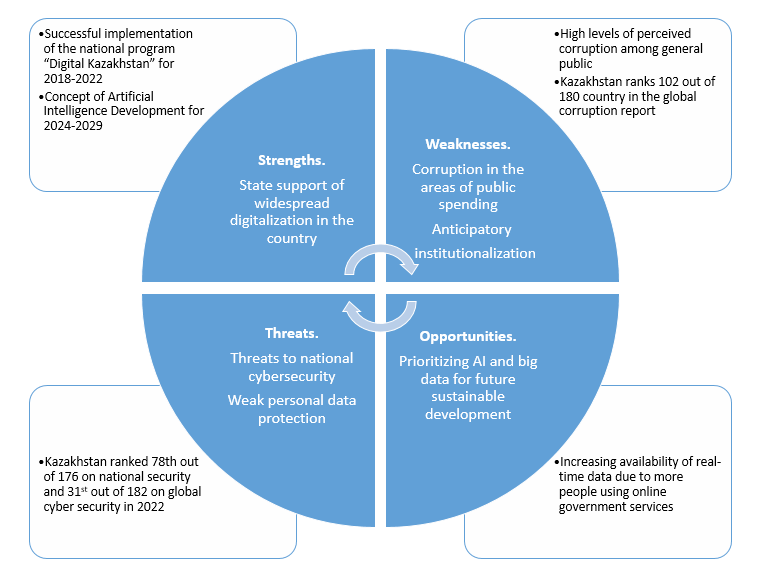 •Successful implementation
of the national program
“Digital Kazakhstan” for
2018-2022
•Concept of Artificial
Intelligence Development for
2024-2029
•High levels of perceived
corruption among general
public
•Kazakhstan ranks 102 out of
180 country in the global
corruption report
Strengths.
State support of
widespread
digitalization in the
country
Weaknesses.
Corruption in the
areas of public
spending
Anticipatory
institutionalization
Threats.
Threats to national
cybersecurity
Weak personal data
protection
Opportunities.
Prioritizing AI and big
data for future
sustainable
development
•Kazakhstan ranked 78th out
of 176 on national security
and 31st out of 182 on global
cyber security in 2022
•Increasing availability of real-
time data due to more
people using online
government services